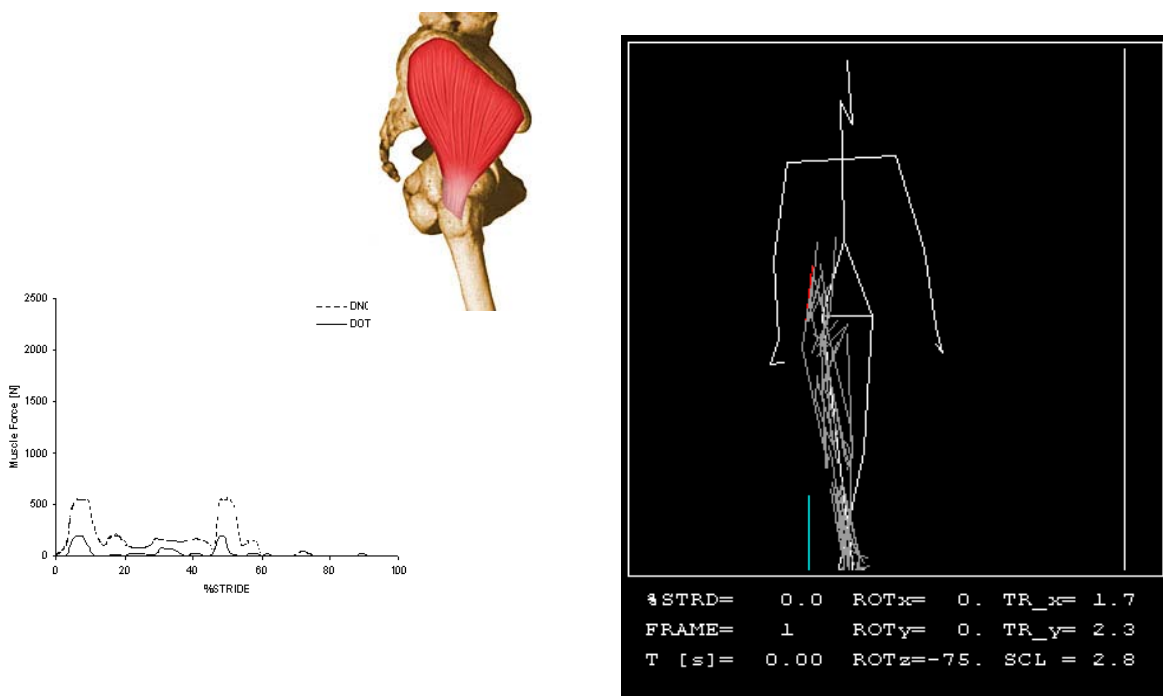 DNC
DOT
2500
2000
1500
1000
500
0
Muscle Force [N]
0 20 40 60 80 100
%STRIDE
%STRD= 0.0 ROTx= 0. TR_x= 1.7
FRAME= 1 ROTy= 0. TR_y= 2.3
T [s]= 0.00 ROTz=-75. SCL = 2.8